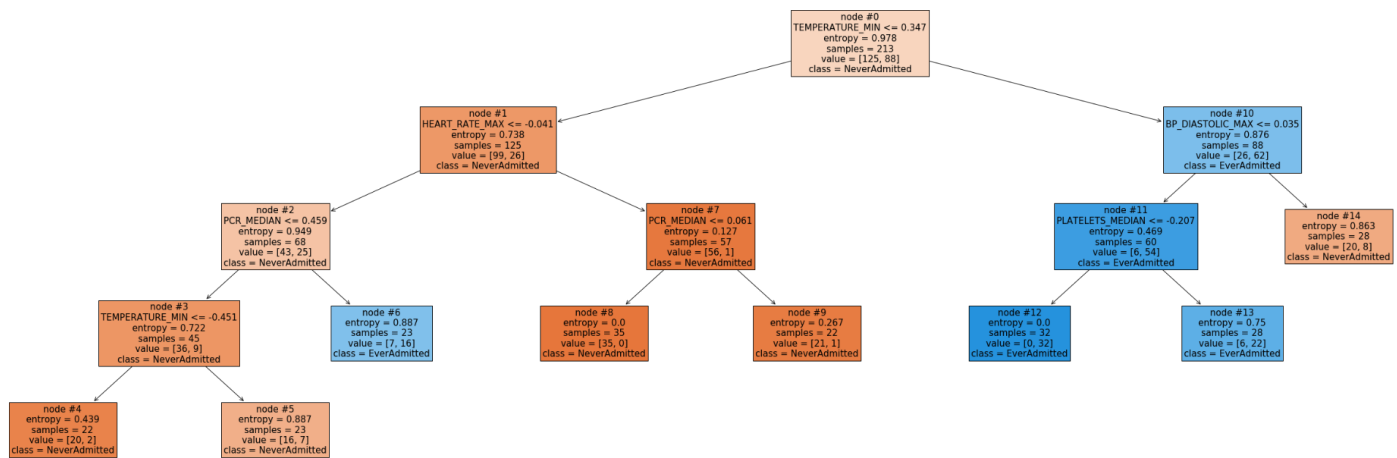 node #0
TEMPERATURE_MIN <= 0.347
entropy = 0.978
samples = 213
value = [125, 88]
class = NeverAdmitted
node #1
HEART_RATE_MAX <= -0.041
entropy = 0.738
samples = 125
value = [99, 26]
class = NeverAdmitted
node #10
BP_DIASTOLIC_MAX <= 0.035
entropy = 0.876
samples = 88
value = [26, 62]
class = EverAdmitted
node #2
PCR_MEDIAN <= 0.459
entropy = 0.949
samples = 68
value = [43, 25]
class = NeverAdmitted
node #7
PCR_MEDIAN <= 0.061
entropy = 0.127
samples = 57
value = [56, 1]
class = NeverAdmitted
node #11
PLATELETS_MEDIAN <= -0.207
entropy = 0.469
samples = 60
value = [6, 54]
class = EverAdmitted
node #14
entropy = 0.863
samples = 28
value = [20, 8]
class = NeverAdmitted
node #3
TEMPERATURE_MIN <= -0.451
entropy = 0.722
samples = 45
value = [36, 9]
class = NeverAdmitted
node #6
entropy = 0.887
samples = 23
value = [7, 16]
class = EverAdmitted
node #8
entropy = 0.0
samples = 35
value = [35, 0]
class = NeverAdmitted
node #9
entropy = 0.267
samples = 22
value = [21, 1]
class = NeverAdmitted
node #12
entropy = 0.0
samples = 32
value = [0, 32]
class = EverAdmitted
node #13
entropy = 0.75
samples = 28
value = [6, 22]
class = EverAdmitted
node #4
entropy = 0.439
samples = 22
value = [20, 2]
class = NeverAdmitted
node #5
entropy = 0.887
samples = 23
value = [16, 7]
class = NeverAdmitted